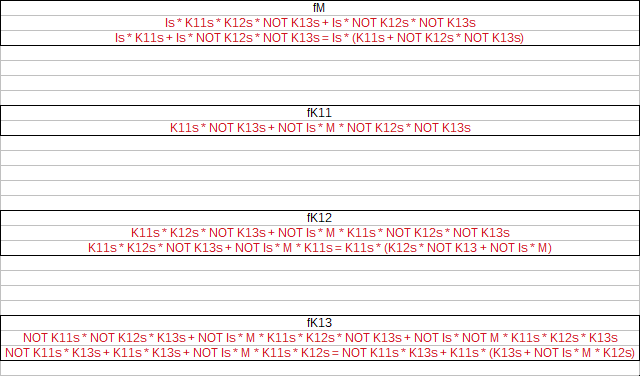 fM
Is * K11s * K12s * NOT K13s + Is * NOT K12s * NOT K13s
Is * K11s + Is * NOT K12s * NOT K13s = Is * (K11s + NOT K12s * NOT K13s)
fK11
K11s * NOT K13s + NOT Is * M * NOT K12s * NOT K13s
fK12
K11s * K12s * NOT K13s + NOT Is * M * K11s * NOT K12s * NOT K13s
K11s * K12s * NOT K13s + NOT Is * M * K11s = K11s * (K12s * NOT K13 + NOT Is * M)
fK13
NOT K11s * NOT K12s * K13s + NOT Is * M * K11s * K12s * NOT K13s + NOT Is * NOT M * K11s * K12s * K13s
NOT K11s * K13s + K11s * K13s + NOT Is * M * K11s * K12s = NOT K11s * K13s + K11s * (K13s + NOT Is * M * K12s)